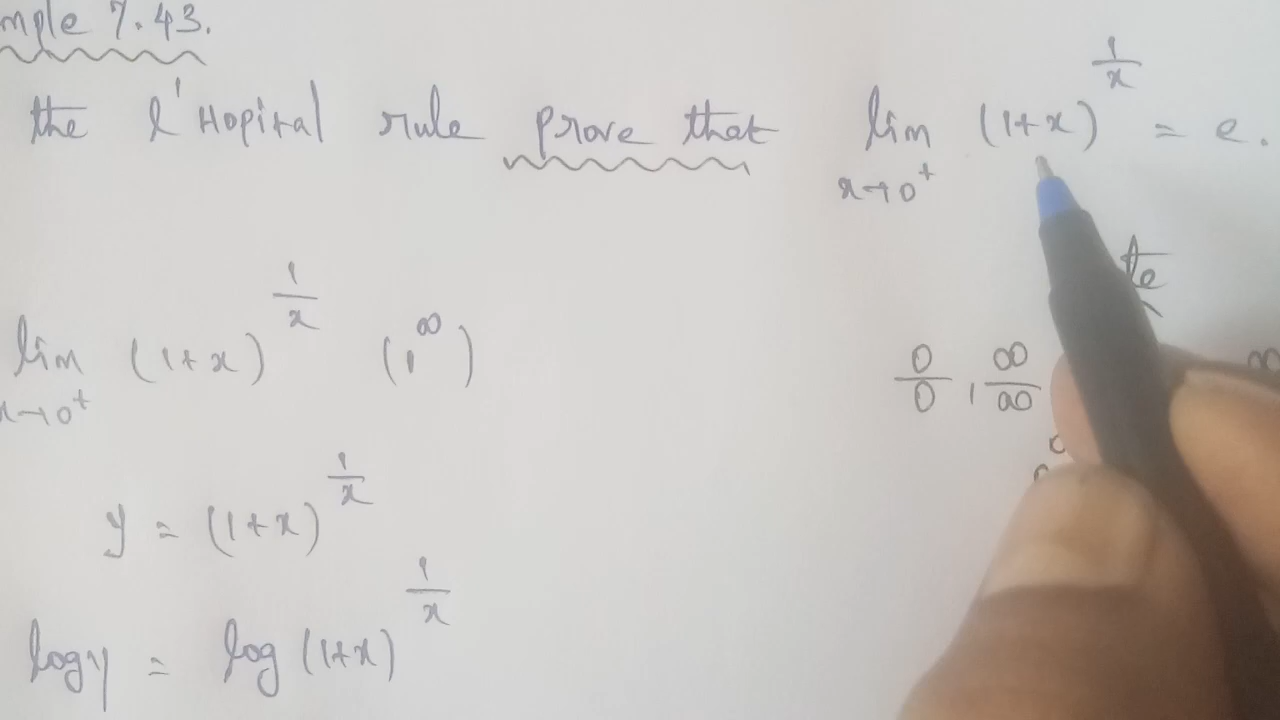 mple 7.43.
the l'Hopital rule prove that lim (1+x)^(1/x) = e.
x→0⁺
lim (1+x)^(1/x) (1^∞)
x→0⁺
0/0 , ∞/∞
y = (1+x)^(1/x)
log y = log (1+x)^(1/x)